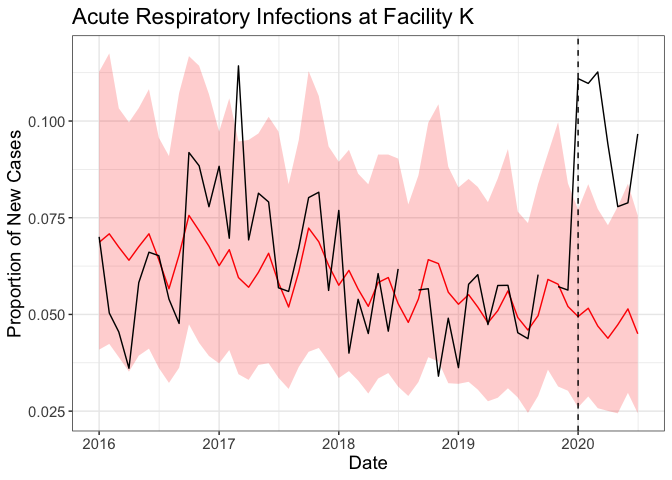 Acute Respiratory Infections at Facility K
Proportion of New Cases
0.100
0.075
0.050
0.025
2016 2017 2018 2019 2020
Date